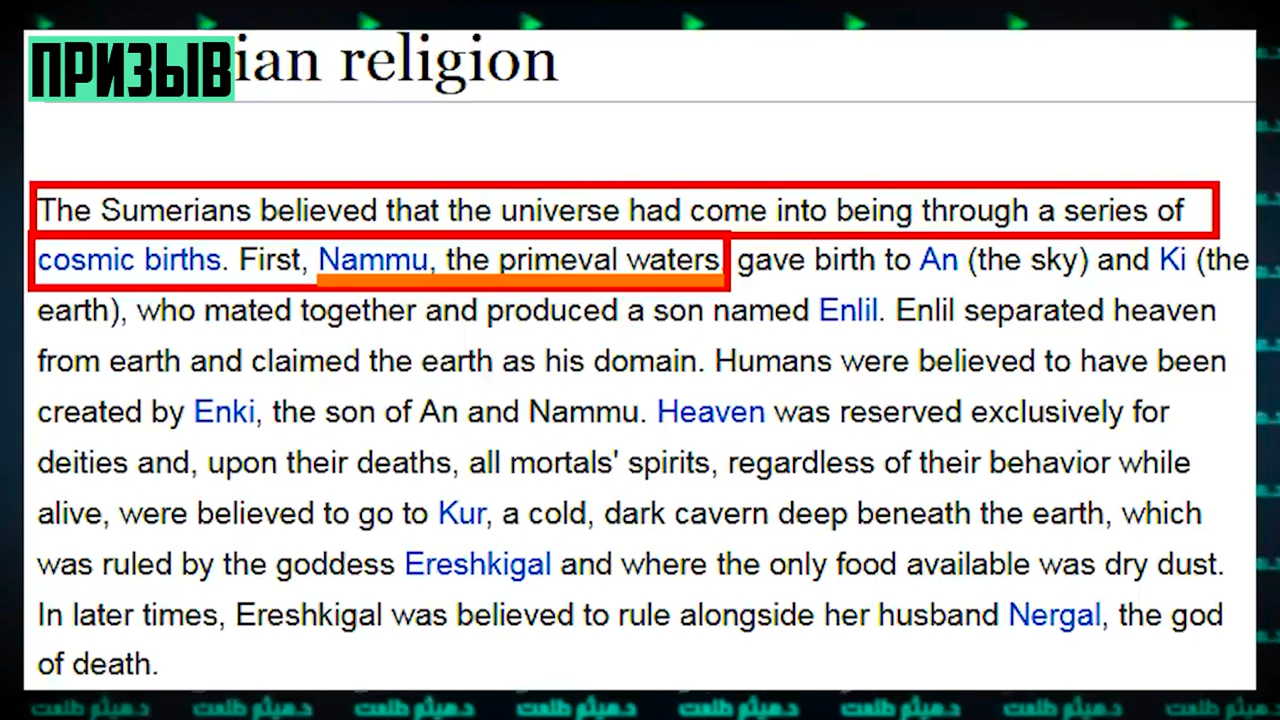 ПРИЗЫВ
ian religion
The Sumerians believed that the universe had come into being through a series of
cosmic births. First, Nammu, the primeval waters, gave birth to An (the sky) and Ki (the
earth), who mated together and produced a son named Enlil. Enlil separated heaven
from earth and claimed the earth as his domain. Humans were believed to have been
created by Enki, the son of An and Nammu. Heaven was reserved exclusively for
deities and, upon their deaths, all mortals' spirits, regardless of their behavior while
alive, were believed to go to Kur, a cold, dark cavern deep beneath the earth, which
was ruled by the goddess Ereshkigal and where the only food available was dry dust.
In later times, Ereshkigal was believed to rule alongside her husband Nergal, the god
of death.